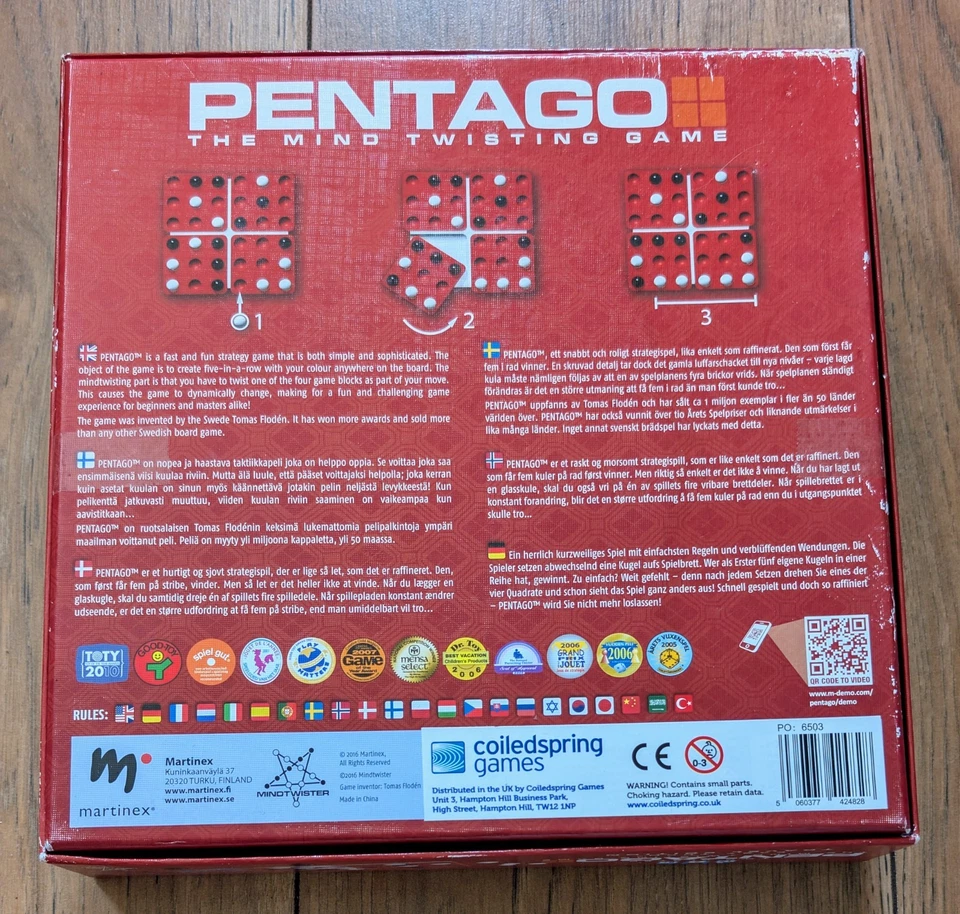 PENTAGO
THE MIND TWISTING GAME
1
2
3
PENTAGO™ is a fast and fun strategy game that is both simple and sophisticated. The
object of the game is to create five-in-a-row with your colour anywhere on the board. The
mindtwisting part is that you have to twist one of the four game blocks as part of your move.
This causes the game to dynamically change, making for a fun and challenging game
experience for beginners and masters alike!
The game was invented by the Swede Tomas Flodén. It has won more awards and sold more
than any other Swedish board game.
PENTAGO™, ett snabbt och roligt strategispel, lika enkelt som raffinerat. Den som först får
fem i rad vinner. En skruvad detalj tar dock det gamla luffarschacket till nya nivåer – varje lagd
kula måste nämligen följas av att en av spelplanens fyra brickor vrids. När spelplanen ständigt
förändras är det en större utmaning att få fem i rad än man först kunde tro...
PENTAGO™ uppfanns av Tomas Flodén och har sålt ca 1 miljon exemplar i fler än 50 länder
världen över. PENTAGO™ har också vunnit över tio Årets Spelpriser och liknande utmärkelser i
lika många länder. Inget annat svenskt brädspel har lyckats med detta.
PENTAGO™ on nopea ja haastava taktiikkapeli joka on helppo oppia. Se voittaa joka saa
ensimmäisenä viisi kuulaa riviin. Mutta älä luule, että pääset voittajaksi helpolla; joka kerran
kuin asetat kuulan on sinun myös käännettävä jotakin pelin neljästä levykkeestä! Kun
pelikenttä jatkuvasti muuttuu, viiden kuulan riviin saaminen on vaikeampaa kun
aavistitkaan...
PENTAGO™ on ruotsalaisen Tomas Flodénin keksimä lukemattomia pelipalkintoja ympäri
maailman voittanut peli. Peliä on myyty yli miljoona kappaletta, yli 50 maassa.
PENTAGO™ er et raskt og morsomt strategispill, som er like enkelt som det er raffinert. Den
som får fem kuler på rad først vinner. Men riktig så enkelt er det ikke å vinne. Når du har lagt ut
en glasskule, skal du også vri på én av spillets fire vribare brettdeler. Når spillebrettet er i
konstant forandring, blir det en større utfordring å få fem kuler på rad enn du i utgangspunktet
skulle tro...
PENTAGO™ er et hurtigt og sjovt strategispil, der er lige så let, som det er raffineret. Den,
som først får fem på stribe, vinder. Men så let er det heller ikke at vinde. Når du lægger en
glaskugle, skal du samtidig dreje én af spillets fire spilledele. Når spillepladen konstant ændrer
udseende, er det en større udfordring at få fem på stribe, end man umiddelbart vil tro...
Ein herrlich kurzweiliges Spiel mit einfachsten Regeln und verblüffenden Wendungen. Die
Spieler setzen abwechselnd eine Kugel aufs Spielbrett. Wer als Erster fünf eigene Kugeln in einer
Reihe hat, gewinnt. Zu einfach? Weit gefehlt – denn nach jedem Setzen drehen Sie eines der
vier Quadrate und schon sieht das Spiel ganz anders aus! Schnell gespielt und doch so raffiniert
– PENTAGO™ wird Sie nicht mehr loslassen!
TOTY
2010
GOOD-TOY
spiel gut
PLAY
MATTERS
2007
GAME
mensa
select
Dr. Toy
BEST VACATION
Children's Products
2006
2006
GRAND
PRIX du
JOUET
2006
ÅRETS VUXENSPEL
2005
QR CODE TO VIDEO
www.m-demo.com/
pentago/demo
RULES:
martinex®
Martinex
Kuninkaanväylä 37
20320 TURKU, FINLAND
www.martinex.fi
www.martinex.se
MINDTWISTER
© 2016 Martinex,
All Rights Reserved
©2016 Mindtwister
Game inventor: Tomas Flodén
Made in China
coiledspring
games
Distributed in the UK by Coiledspring Games
Unit 3, Hampton Hill Business Park,
High Street, Hampton Hill, TW12 1NP
CE
0-3
WARNING! Contains small parts.
Choking hazard. Please retain data.
www.coiledspring.co.uk
PO: 6503
5 060377 424828